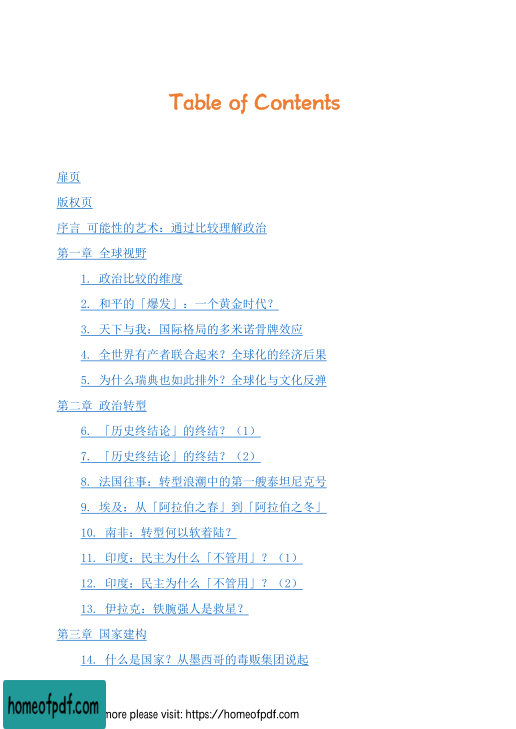 Table of Contents
扉页
版权页
序言 可能性的艺术：通过比较理解政治
第一章 全球视野
1. 政治比较的维度
2. 和平的「爆发」：一个黄金时代？
3. 天下与我：国际格局的多米诺骨牌效应
4. 全世界有产者联合起来？全球化的经济后果
5. 为什么瑞典也如此排外？全球化与文化反弹
第二章 政治转型
6. 「历史终结论」的终结？（1）
7. 「历史终结论」的终结？（2）
8. 法国往事：转型浪潮中的第一艘泰坦尼克号
9. 埃及：从「阿拉伯之春」到「阿拉伯之冬」
10. 南非：转型何以软着陆？
11. 印度：民主为什么「不管用」？（1）
12. 印度：民主为什么「不管用」？（2）
13. 伊拉克：铁腕强人是救星？
第三章 国家建构
14. 什么是国家？从墨西哥的毒贩集团说起
homeofpdf.com
more please visit: https://homeofpdf.com